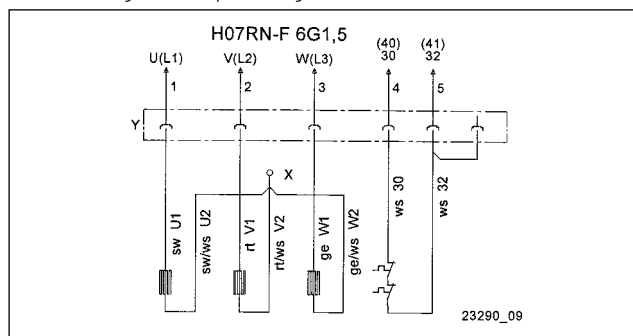 H07RN-F 6G1,5
U(L1) V(L2) W(L3) (40) 30 (41) 32
1 2 3 4 5
Y
X
sw U1
sw/ws U2
rt V1
rt/ws V2
ge W1
ge/ws W2
ws 30
ws 32
23290_09